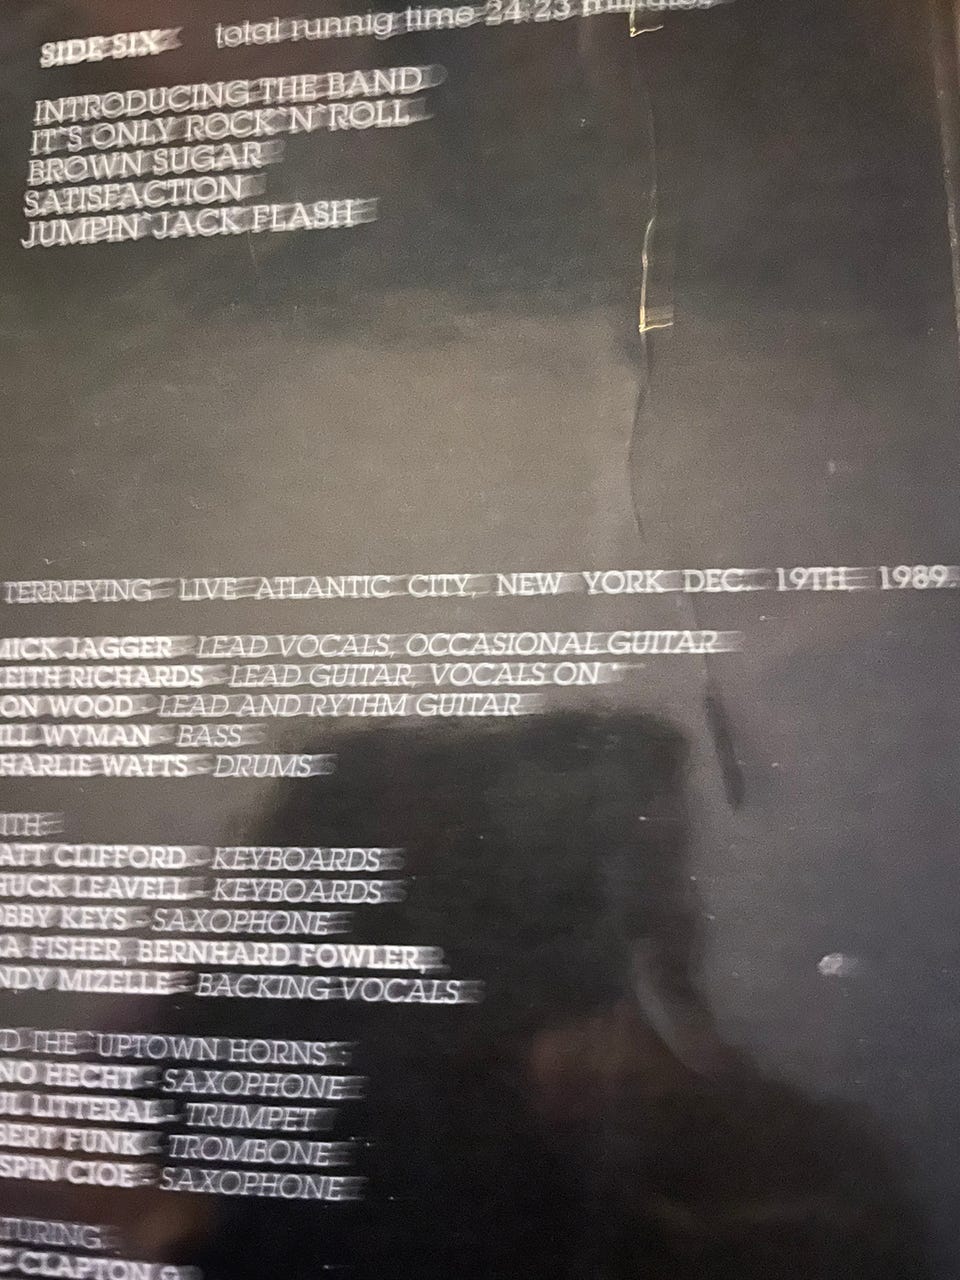 SIDE SIX total runnig time 24:23 minutes
INTRODUCING THE BAND
IT`S ONLY ROCK`N`ROLL
BROWN SUGAR
SATISFACTION
JUMPIN`JACK FLASH
TERRIFYING LIVE ATLANTIC CITY, NEW YORK DEC. 19TH, 1989.
MICK JAGGER - LEAD VOCALS, OCCASIONAL GUITAR
KEITH RICHARDS - LEAD GUITAR, VOCALS ON *
ON WOOD - LEAD AND RYTHM GUITAR
ILL WYMAN - BASS
HARLIE WATTS - DRUMS
ITH:
ATT CLIFFORD - KEYBOARDS
HUCK LEAVELL - KEYBOARDS
OBBY KEYS - SAXOPHONE
SA FISHER, BERNHARD FOWLER,
NDY MIZELLE - BACKING VOCALS
D THE `UPTOWN HORNS`:
NO HECHT - SAXOPHONE
UL LITTERAL - TRUMPET
BERT FUNK - TROMBONE
SPIN CIOE - SAXOPHONE
TURING
C CLAPTON